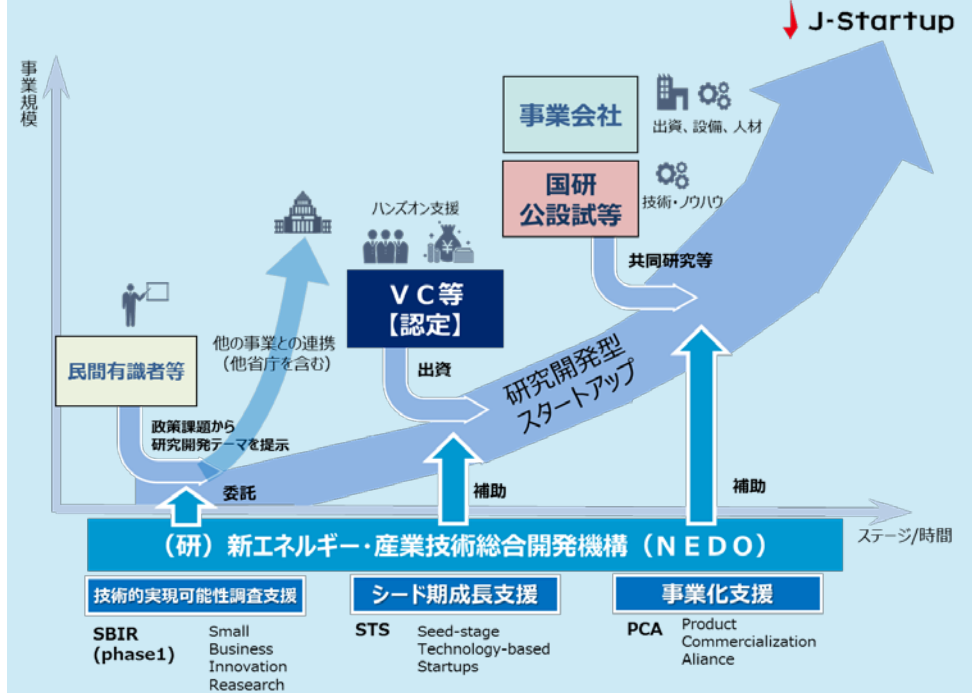 J-Startup
事業規模
事業会社
出資、設備、人材
国研
公設試等
技術・ノウハウ
共同研究等
ハンズオン支援
¥
VC等
【認定】
出資
民間有識者等
他の事業との連携
(他省庁を含む)
政策課題から
研究開発テーマを提示
研究開発型
スタートアップ
委託
補助
補助
ステージ/時間
(研)新エネルギー・産業技術総合開発機構(NEDO)
技術的実現可能性調査支援
シード期成長支援
事業化支援
SBIR
(phase1)
Small
Business
Innovation
Reasearch
STS
Seed-stage
Technology-based
Startups
PCA
Product
Commercialization
Aliance